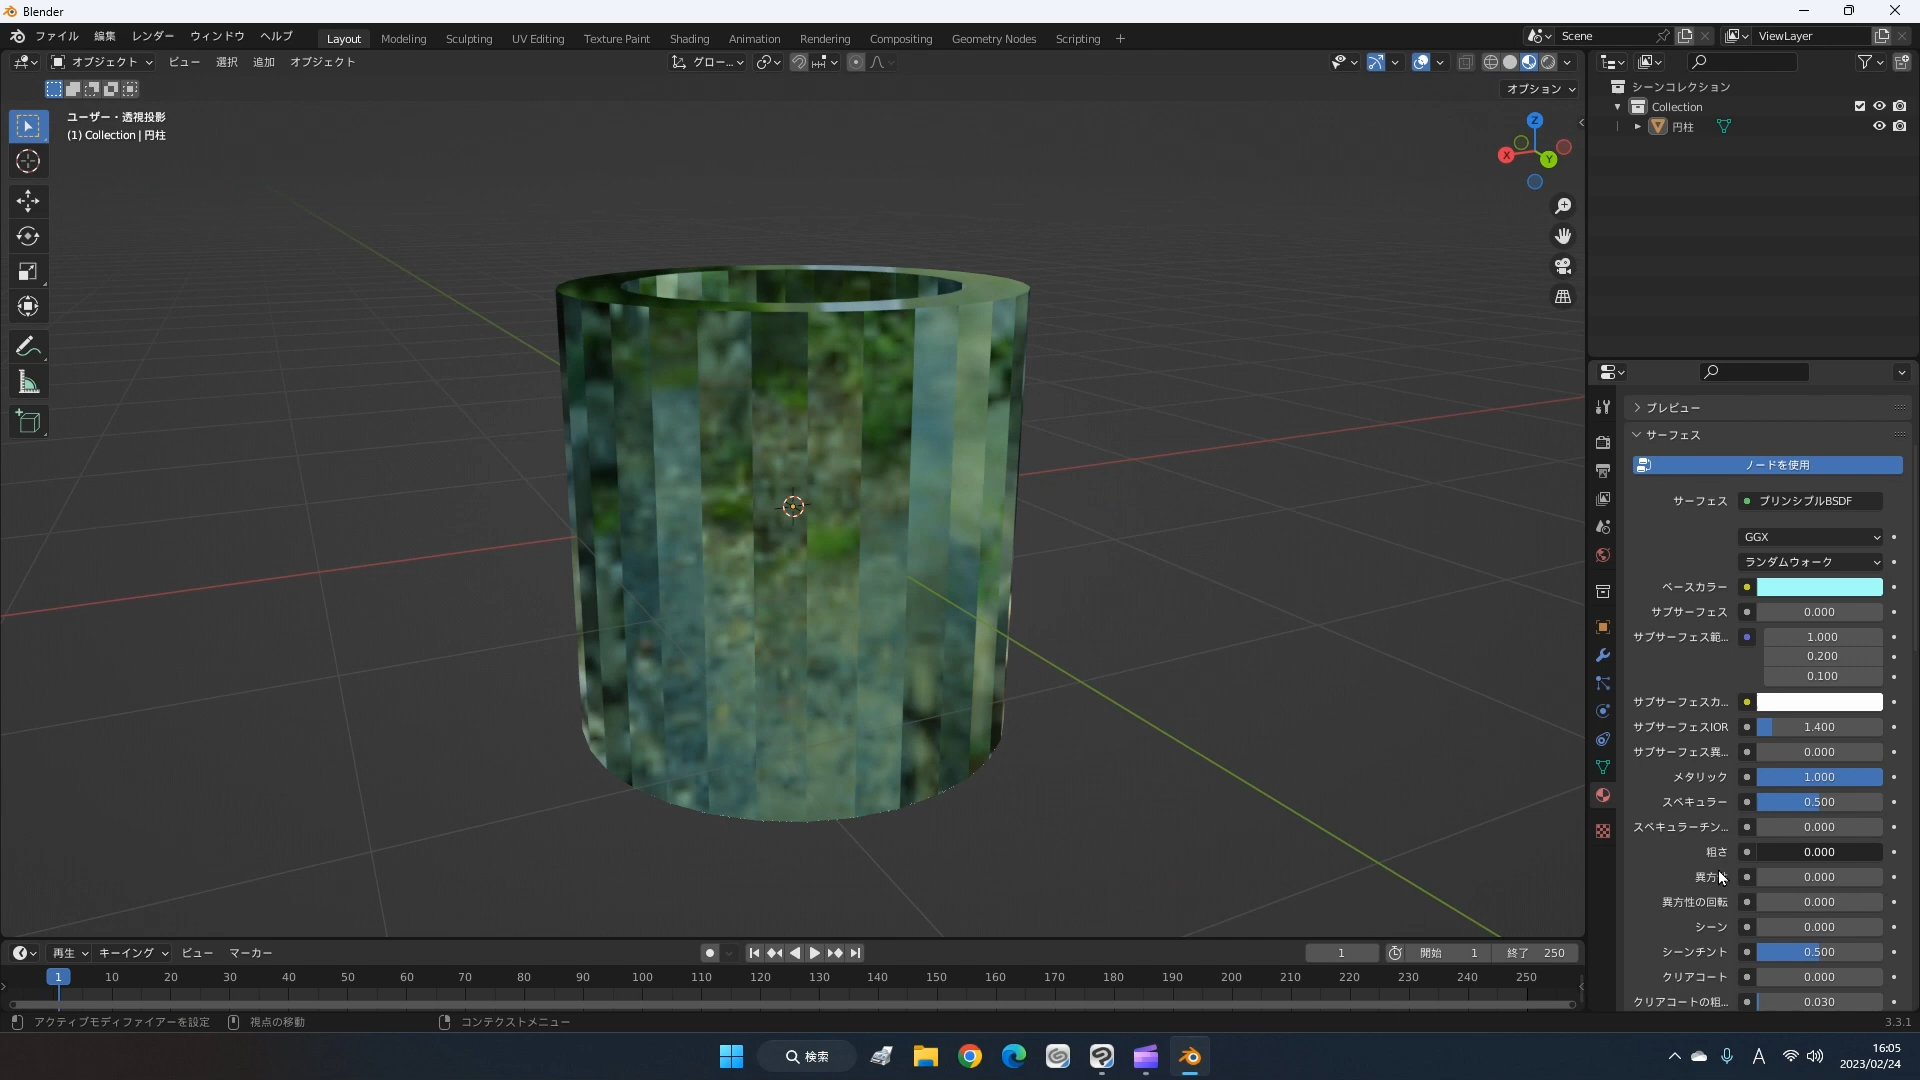 Blender
ファイル 編集 レンダー ウィンドウ ヘルプ Layout Modeling Sculpting UV Editing Texture Paint Shading Animation Rendering Compositing Geometry Nodes Scripting + Scene ViewLayer
オブジェクト ビュー 選択 追加 オブジェクト グロー...
オプション
シーンコレクション
Collection
円柱
ユーザー・透視投影
(1) Collection | 円柱
Z
X
Y
プレビュー
サーフェス
ノードを使用
サーフェス プリンシプルBSDF
GGX
ランダムウォーク
ベースカラー
サブサーフェス 0.000
サブサーフェス範... 1.000
0.200
0.100
サブサーフェスカ...
サブサーフェスIOR 1.400
サブサーフェス異... 0.000
メタリック 1.000
スペキュラー 0.500
スペキュラーチン... 0.000
粗さ 0.000
異方 0.000
異方性の回転 0.000
シーン 0.000
シーンチント 0.500
クリアコート 0.000
クリアコートの粗... 0.030
再生 キーイング ビュー マーカー 1 開始 1 終了 250
1 10 20 30 40 50 60 70 80 90 100 110 120 130 140 150 160 170 180 190 200 210 220 230 240 250
アクティブモディファイアーを設定 視点の移動 コンテクストメニュー 3.3.1
検索
A
16:05
2023/02/24